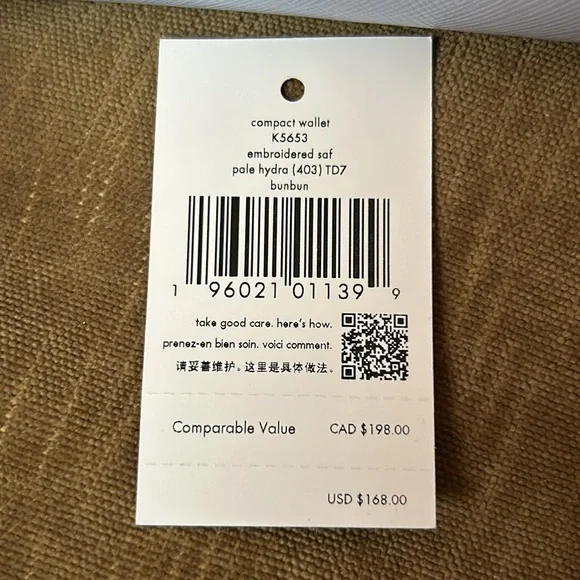 compact wallet
K5653
embroidered saf
pale hydra (403) TD7
bunbun
1 96021 01139 9
take good care. here's how.
prenez-en bien soin. voici comment.
请妥善维护。这里是具体做法。
Comparable Value CAD $198.00
USD $168.00